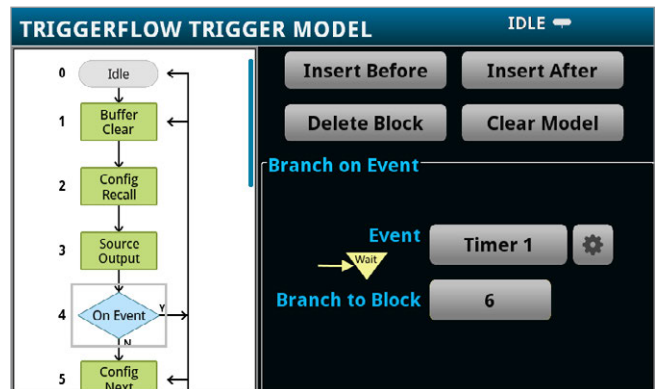 TRIGGERFLOW TRIGGER MODEL
IDLE
0
Idle
1
Buffer
Clear
2
Config
Recall
3
Source
Output
4
On Event
Y
N
5
Config
Next
Insert Before
Insert After
Delete Block
Clear Model
Branch on Event
Event
Timer 1
Wait
Branch to Block
6